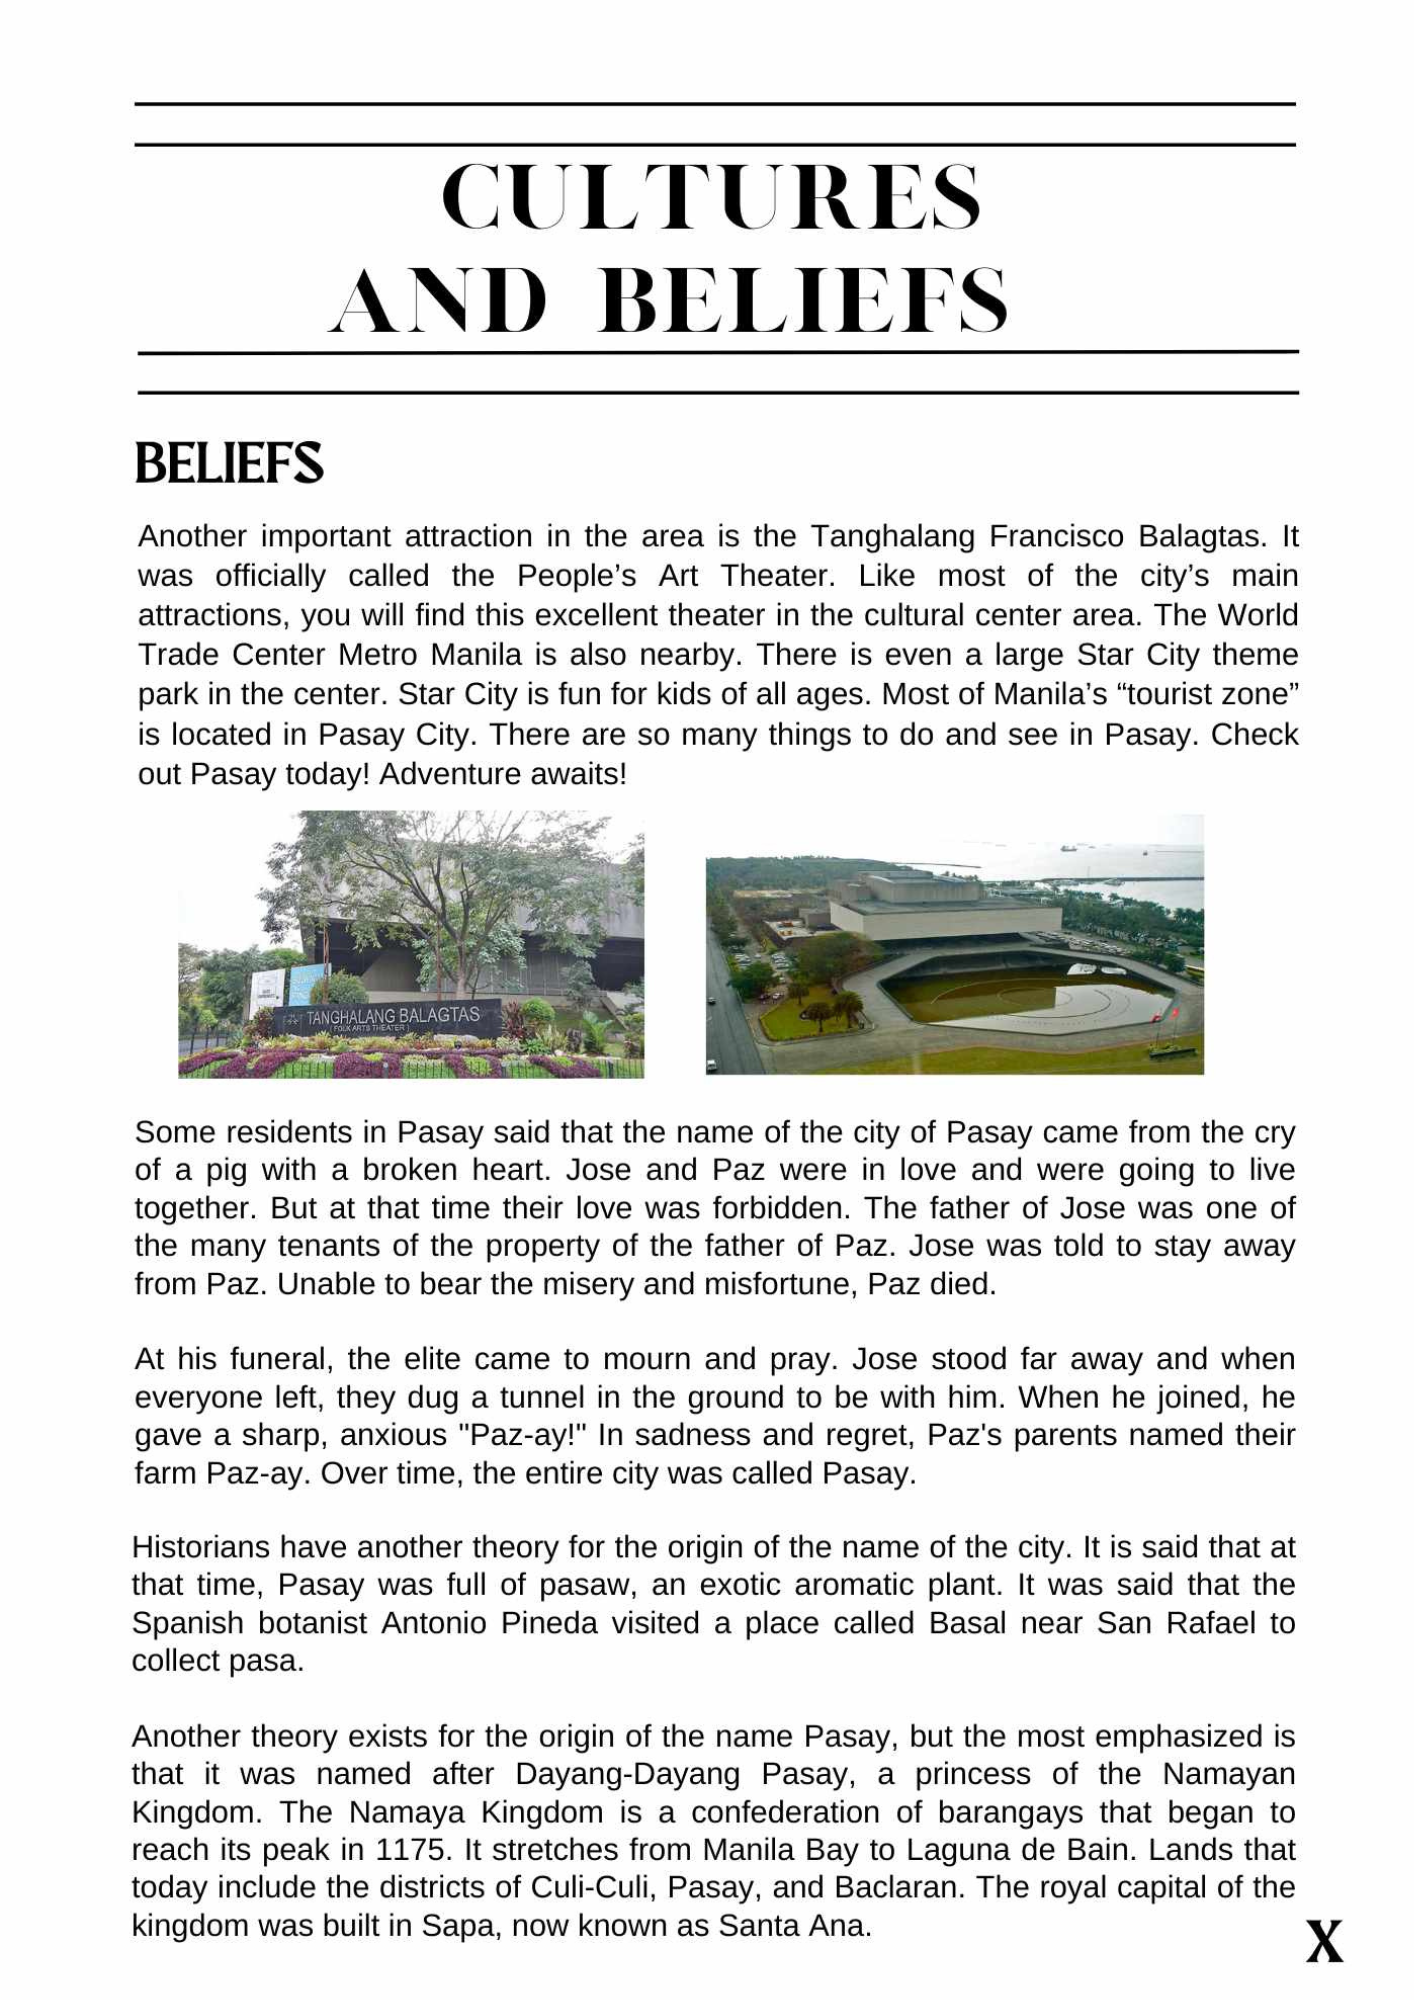 CULTURES
AND BELIEFS
BELIEFS
Another important attraction in the area is the Tanghalang Francisco Balagtas. It
was officially called the People’s Art Theater. Like most of the city’s main
attractions, you will find this excellent theater in the cultural center area. The World
Trade Center Metro Manila is also nearby. There is even a large Star City theme
park in the center. Star City is fun for kids of all ages. Most of Manila’s “tourist zone”
is located in Pasay City. There are so many things to do and see in Pasay. Check
out Pasay today! Adventure awaits!
TANGHALANG BALAGTAS
(FOLK ARTS THEATER)
Some residents in Pasay said that the name of the city of Pasay came from the cry
of a pig with a broken heart. Jose and Paz were in love and were going to live
together. But at that time their love was forbidden. The father of Jose was one of
the many tenants of the property of the father of Paz. Jose was told to stay away
from Paz. Unable to bear the misery and misfortune, Paz died.
At his funeral, the elite came to mourn and pray. Jose stood far away and when
everyone left, they dug a tunnel in the ground to be with him. When he joined, he
gave a sharp, anxious "Paz-ay!" In sadness and regret, Paz's parents named their
farm Paz-ay. Over time, the entire city was called Pasay.
Historians have another theory for the origin of the name of the city. It is said that at
that time, Pasay was full of pasaw, an exotic aromatic plant. It was said that the
Spanish botanist Antonio Pineda visited a place called Basal near San Rafael to
collect pasa.
Another theory exists for the origin of the name Pasay, but the most emphasized is
that it was named after Dayang-Dayang Pasay, a princess of the Namayan
Kingdom. The Namaya Kingdom is a confederation of barangays that began to
reach its peak in 1175. It stretches from Manila Bay to Laguna de Bain. Lands that
today include the districts of Culi-Culi, Pasay, and Baclaran. The royal capital of the
kingdom was built in Sapa, now known as Santa Ana.
X